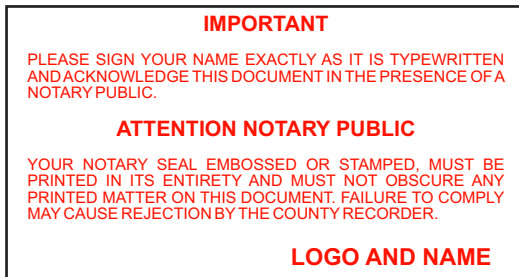 IMPORTANT
PLEASE SIGN YOUR NAME EXACTLY AS IT IS TYPEWRITTEN
AND ACKNOWLEDGE THIS DOCUMENT IN THE PRESENCE OF A
NOTARY PUBLIC.
ATTENTION NOTARY PUBLIC
YOUR NOTARY SEAL EMBOSSED OR STAMPED, MUST BE
PRINTED IN ITS ENTIRETY AND MUST NOT OBSCURE ANY
PRINTED MATTER ON THIS DOCUMENT. FAILURE TO COMPLY
MAY CAUSE REJECTION BY THE COUNTY RECORDER.
LOGO AND NAME